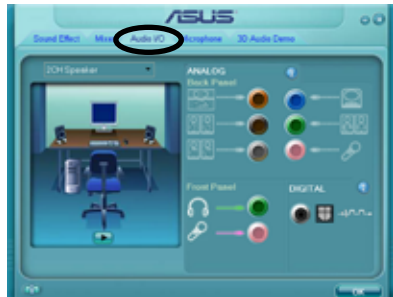 ASUS
Sound Effect Mixer Audio I/O Microphone 3D Audio Demo
2CH Speaker
ANALOG
Back Panel
Front Panel
DIGITAL
OK